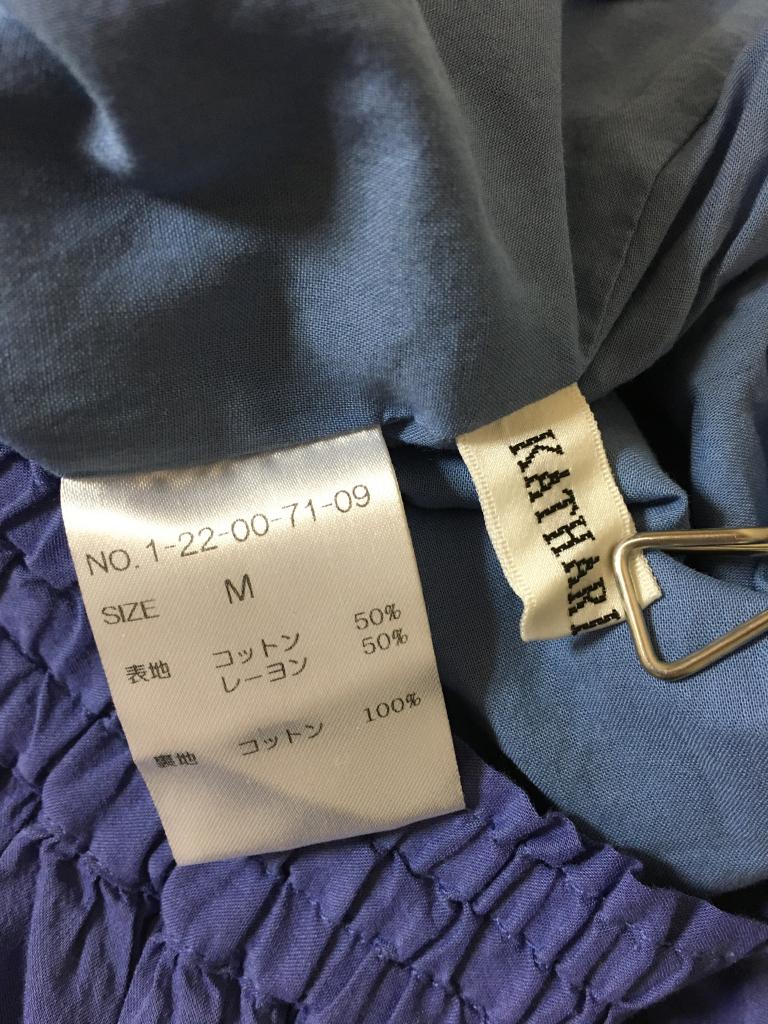 NO.1-22-00-71-09
SIZE M
表地 コットン 50%
レーヨン 50%
裏地 コットン 100%
KATHARI